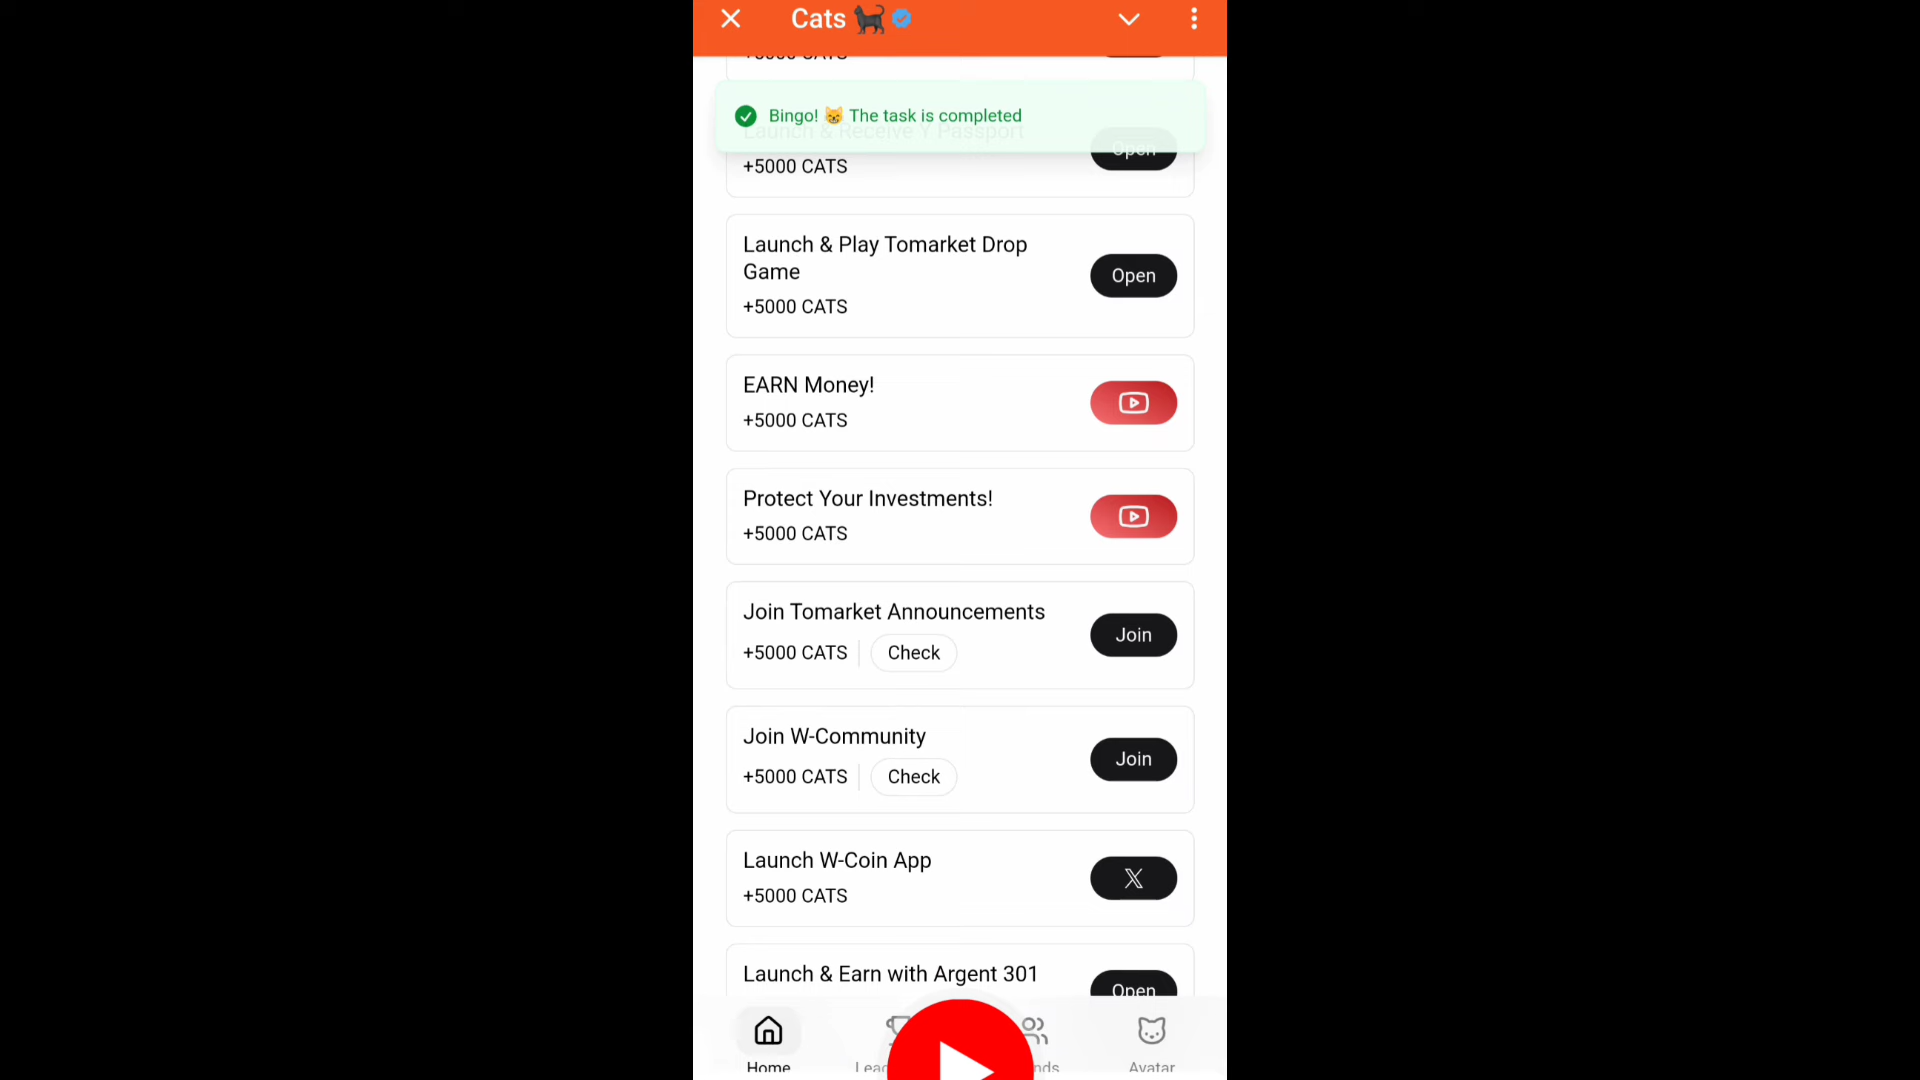 Cats
+5000 CATS
Bingo! The task is completed
Launch & Receive Y Passport
Open
+5000 CATS
Launch & Play Tomarket Drop
Game
Open
+5000 CATS
EARN Money!
+5000 CATS
Protect Your Investments!
+5000 CATS
Join Tomarket Announcements
Join
+5000 CATS
Check
Join W-Community
Join
+5000 CATS
Check
Launch W-Coin App
+5000 CATS
Launch & Earn with Argent 301
Open
Home
Avatar